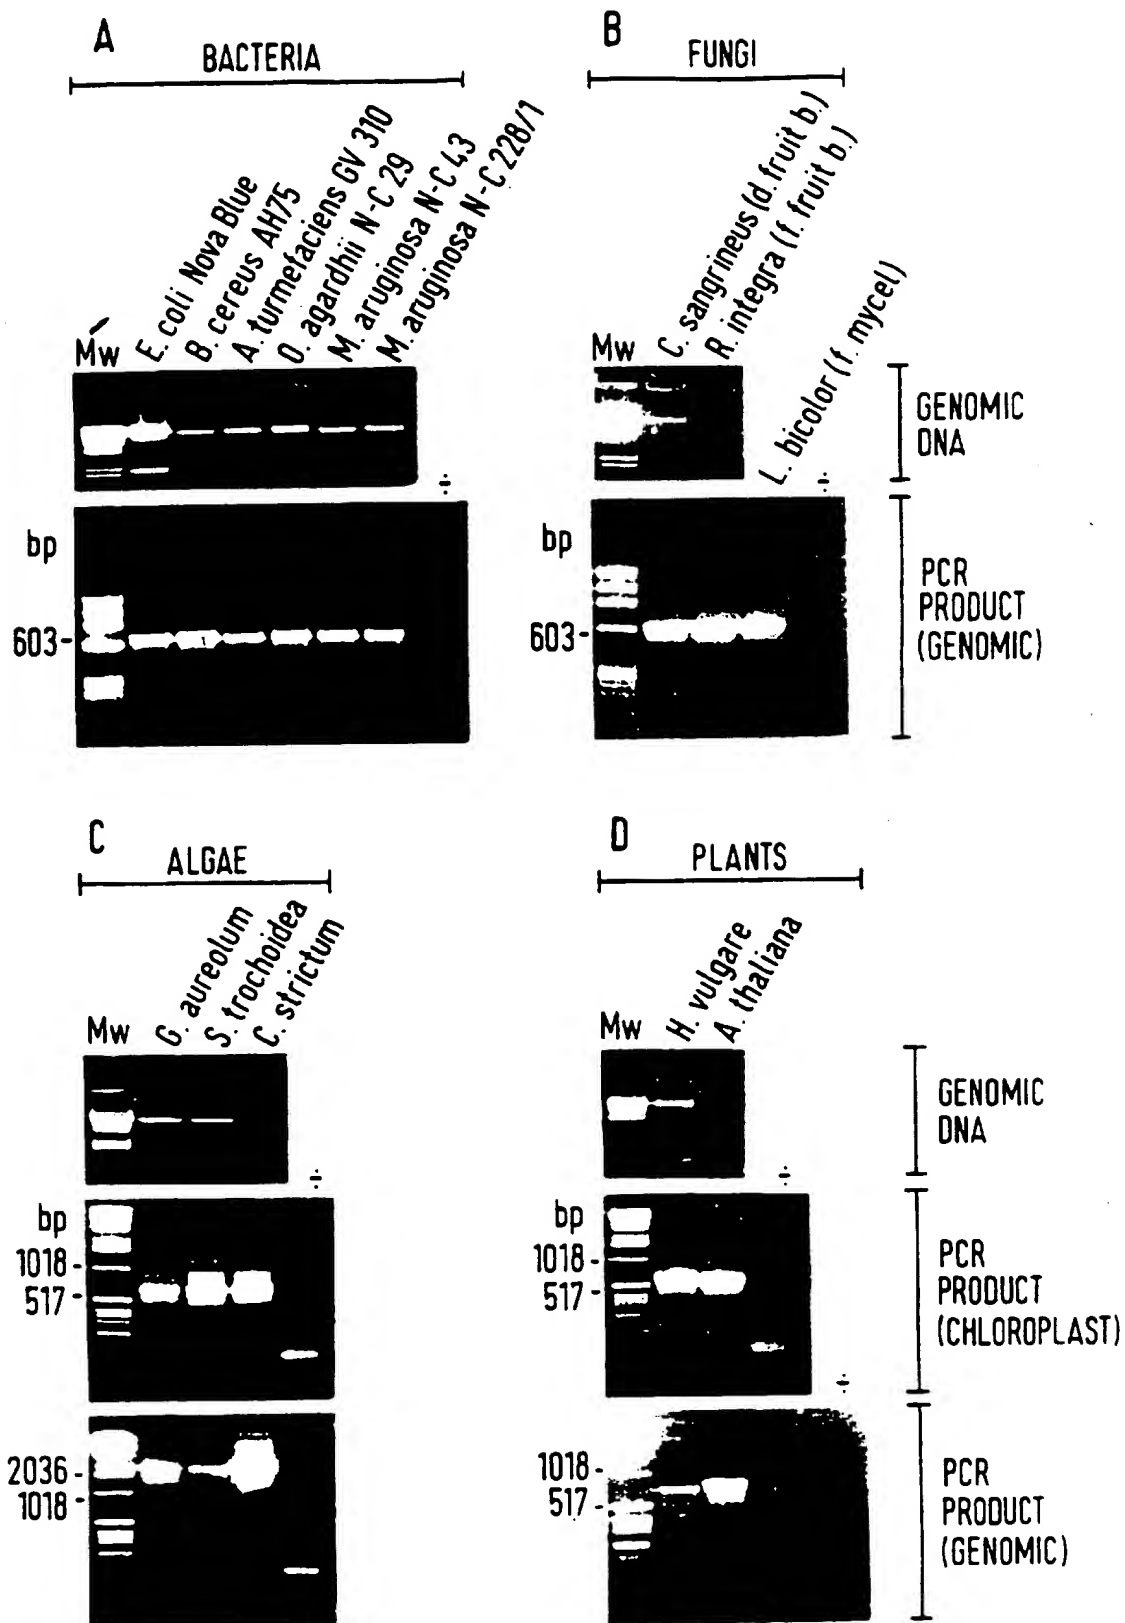 A
BACTERIA
Mw
E. coli Nova Blue
B. cereus AH75
A. turmefaciens GV 310
O. agardhii N-C 29
M. aruginosa N-C 43
M. aruginosa N-C 228/1
÷
bp
603-
B
FUNGI
Mw
C. sangrineus (d. fruit b.)
R. integra (f. fruit b.)
L. bicolor (f. mycel)
÷
GENOMIC
DNA
bp
603-
PCR
PRODUCT
(GENOMIC)
C
ALGAE
Mw
G. aureolum
S. trochoidea
C. strictum
÷
bp
1018-
517-
2036-
1018-
D
PLANTS
Mw
H. vulgare
A. thaliana
÷
GENOMIC
DNA
bp
1018-
517-
÷
PCR
PRODUCT
(CHLOROPLAST)
1018-
517-
PCR
PRODUCT
(GENOMIC)